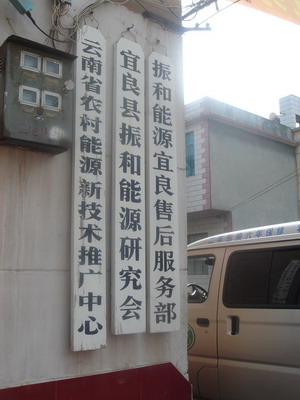 云南省农村能源新技术推广中心
宜良县振和能源研究会
振和能源宜良售后服务部